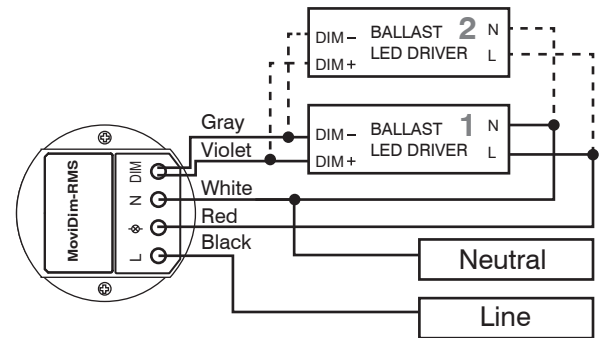 DIM – BALLAST 2 N
DIM + LED DRIVER L
DIM – BALLAST 1 N
DIM + LED DRIVER L
Gray
Violet
White
Red
Black
MoviDim-RMS
DIM
N
L
Neutral
Line